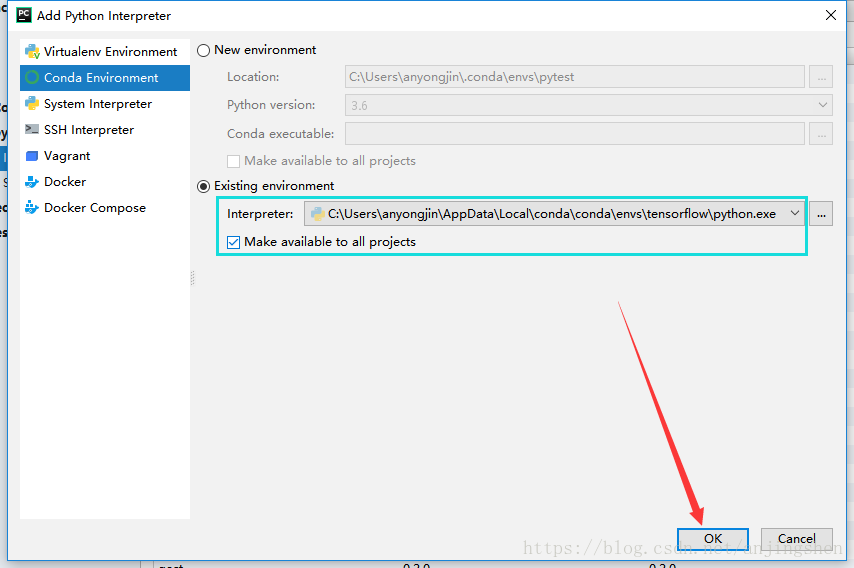 PC Add Python Interpreter
Virtualenv Environment
Conda Environment
System Interpreter
SSH Interpreter
Vagrant
Docker
Docker Compose
New environment
Location: C:\Users\anyongjin\.conda\envs\pytest ...
Python version: 3.6
Conda executable: ...
Make available to all projects
Existing environment
Interpreter: C:\Users\anyongjin\AppData\Local\conda\conda\envs\tensorflow\python.exe ...
Make available to all projects
OK Cancel
https://blog.csdn.net/anjingshen